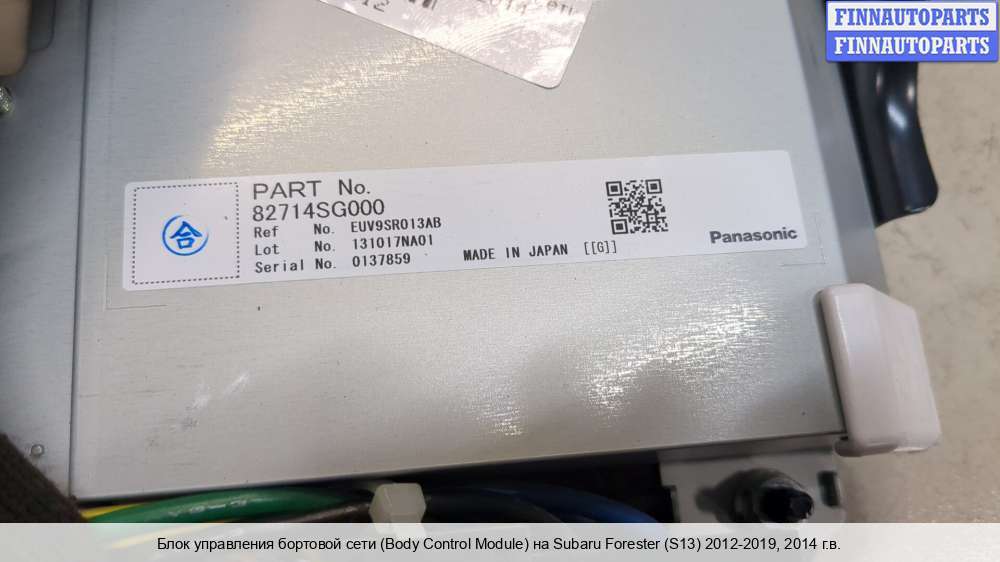 FINNAUTOPARTS
FINNAUTOPARTS
PART No.
82714SG000
Ref No. EUV9SR013AB
Lot No. 131017NA01
Serial No. 0137859
MADE IN JAPAN [[G]]
Panasonic
合
Блок управления бортовой сети (Body Control Module) на Subaru Forester (S13) 2012-2019, 2014 г.в.